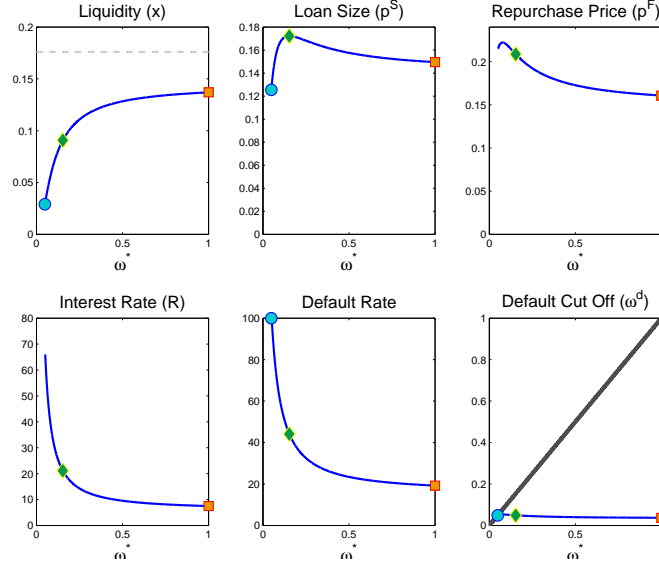 Liquidity (x)
0.2
0.15
0.1
0.05
0
0 0.5 1
ω*
Loan Size (p^S)
0.18
0.16
0.14
0.12
0.1
0.08
0.06
0.04
0.02
0
0 0.5 1
ω*
Repurchase Price (p^F)
0.2
0.15
0.1
0.05
0
0 0.5
ω*
Interest Rate (R)
80
70
60
50
40
30
20
10
0
0 0.5 1
ω*
Default Rate
100
80
60
40
20
0
0 0.5 1
ω*
Default Cut Off (ω^d)
1
0.8
0.6
0.4
0.2
0
0 0.5
ω*